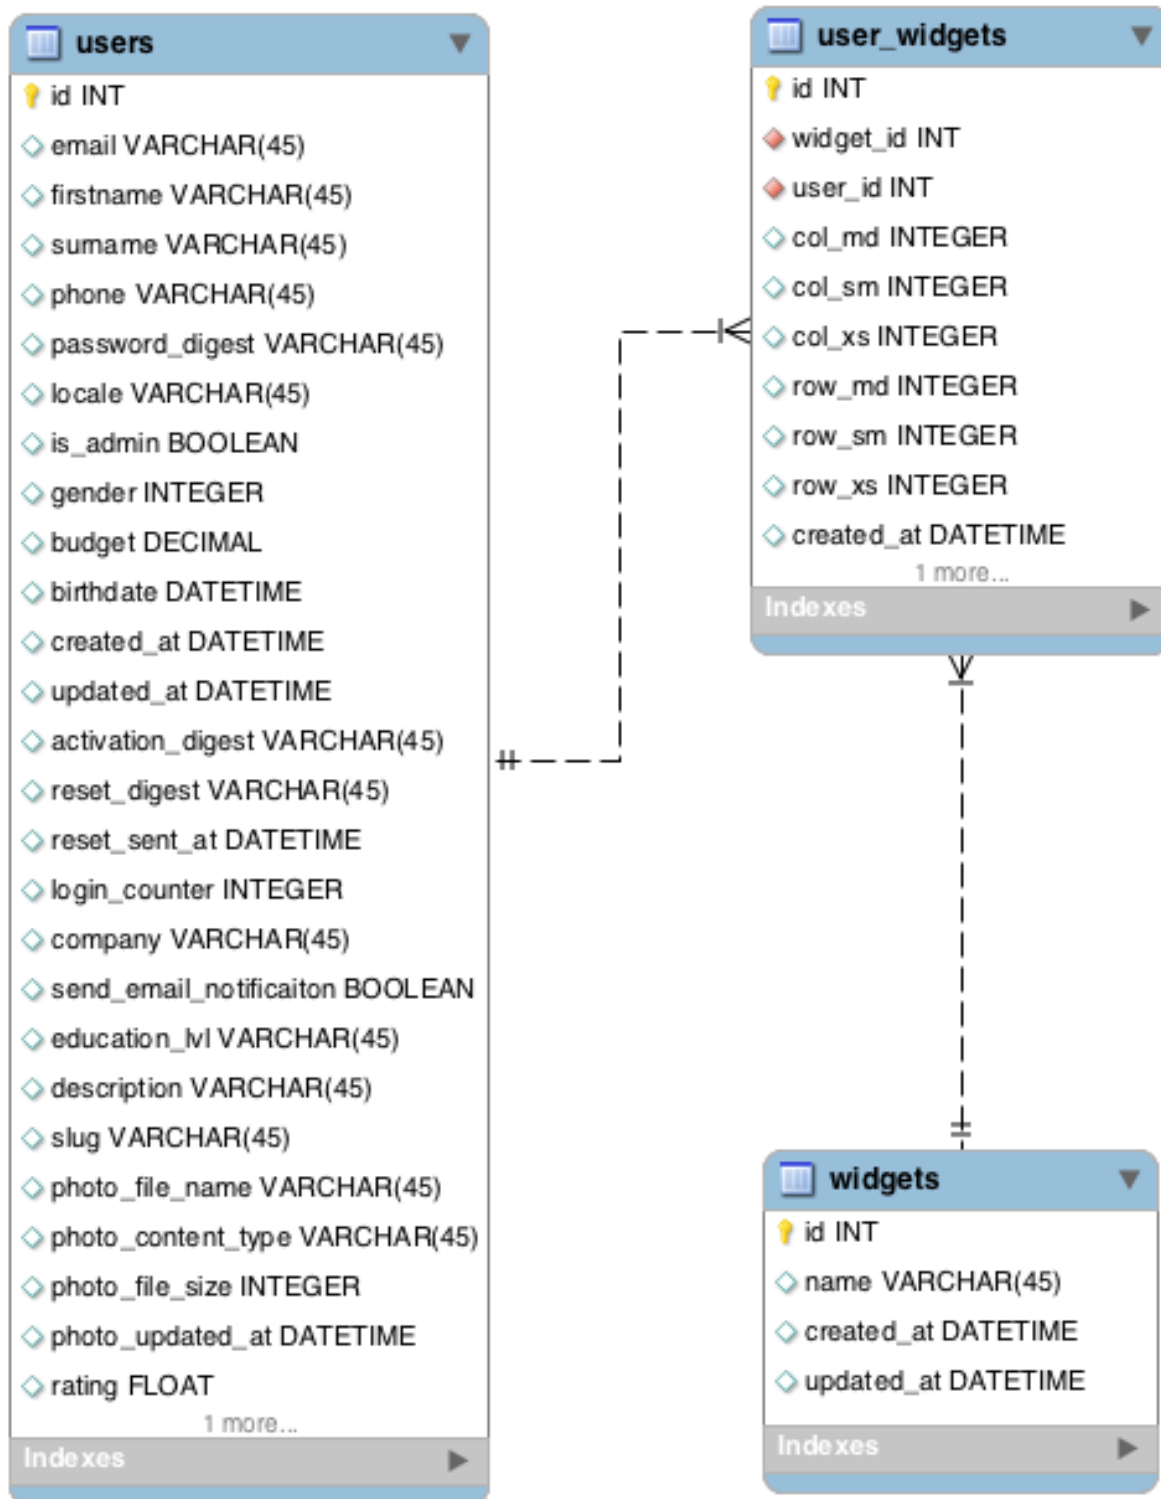 users
id INT
email VARCHAR(45)
firstname VARCHAR(45)
surname VARCHAR(45)
phone VARCHAR(45)
password_digest VARCHAR(45)
locale VARCHAR(45)
is_admin BOOLEAN
gender INTEGER
budget DECIMAL
birthdate DATETIME
created_at DATETIME
updated_at DATETIME
activation_digest VARCHAR(45)
reset_digest VARCHAR(45)
reset_sent_at DATETIME
login_counter INTEGER
company VARCHAR(45)
send_email_notificaiton BOOLEAN
education_lvl VARCHAR(45)
description VARCHAR(45)
slug VARCHAR(45)
photo_file_name VARCHAR(45)
photo_content_type VARCHAR(45)
photo_file_size INTEGER
photo_updated_at DATETIME
rating FLOAT
1 more...
Indexes
user_widgets
id INT
widget_id INT
user_id INT
col_md INTEGER
col_sm INTEGER
col_xs INTEGER
row_md INTEGER
row_sm INTEGER
row_xs INTEGER
created_at DATETIME
1 more...
Indexes
widgets
id INT
name VARCHAR(45)
created_at DATETIME
updated_at DATETIME
Indexes